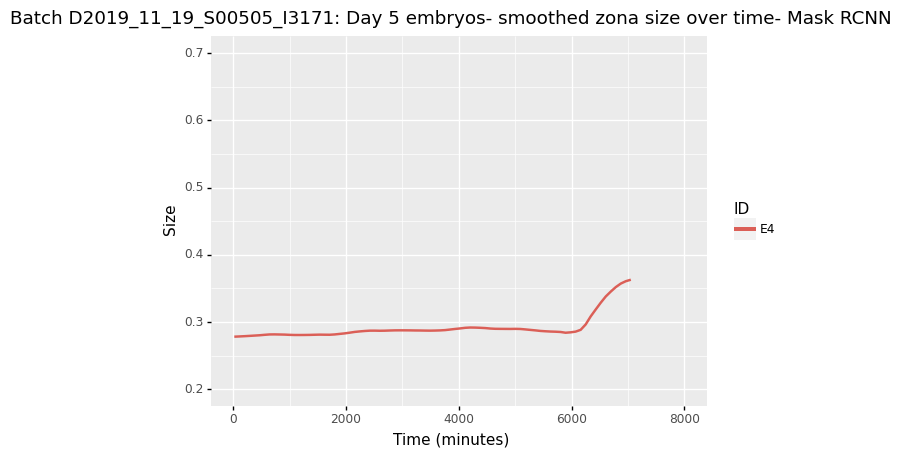 Batch D2019_11_19_S00505_I3171: Day 5 embryos- smoothed zona size over time- Mask RCNN
0.7
0.6
0.5
0.4
0.3
0.2
Size
0 2000 4000 6000 8000
Time (minutes)
ID
E4